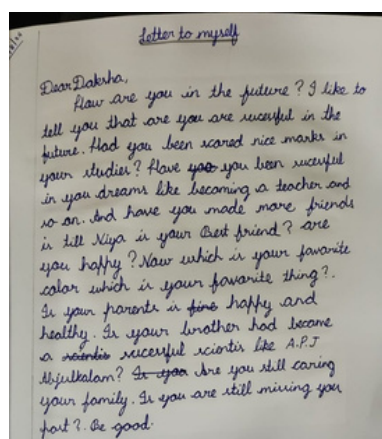 Letter to myself
Dear Daksha,
How are you in the future? I like to
tell you that are you are sucessful in the
future. Had you been scored nice marks in
your studies? Have you you been sucessful
in you dreams like becoming a teacher and
so on. And have you made more friends
is till Niya is your Best friend? are
you happy? Now which is your favorite
color which is your favorite thing?.
Is your parents is fine happy and
healthy. Is your brother had become
a scientis sucessful scientis like A.P.J
Abjulkalam? Is you Are you still caring
your family. Is you are still missing you
past?. Be good.